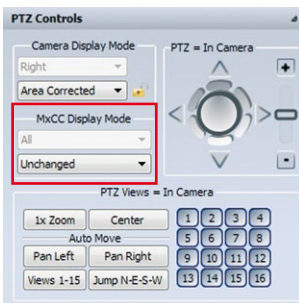 PTZ Controls
Camera Display Mode
Right
Area Corrected
MxCC Display Mode
All
Unchanged
PTZ = In Camera
+
-
PTZ Views = In Camera
1x Zoom Center
Auto Move
Pan Left Pan Right
Views 1-15 Jump N-E-S-W
1 2 3 4
5 6 7 8
9 10 11 12
13 14 15 16